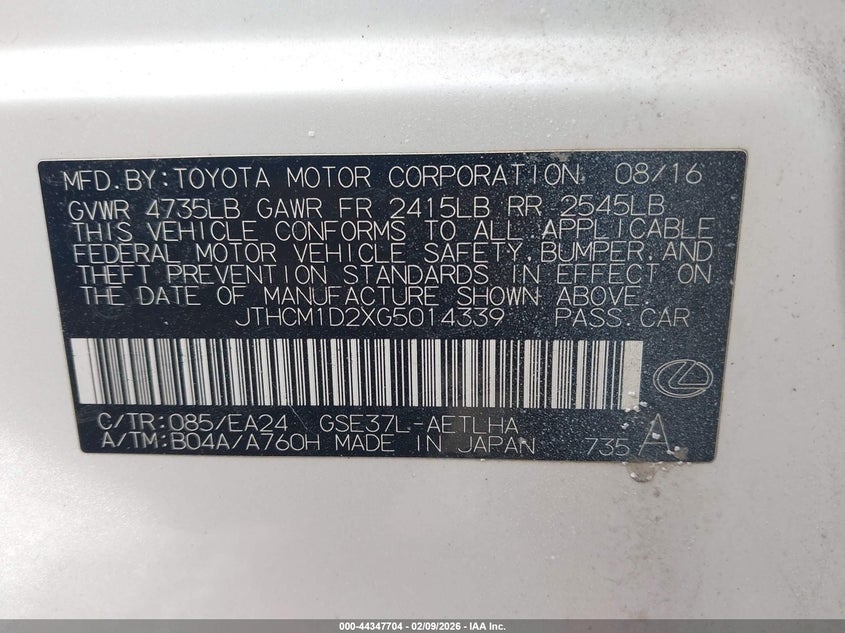 MFD.BY:TOYOTA MOTOR CORPORATION 08/16
GVWR 4735LB GAWR FR 2415LB RR 2545LB
THIS VEHICLE CONFORMS TO ALL APPLICABLE
FEDERAL MOTOR VEHICLE SAFETY,BUMPER,AND
THEFT PREVENTION STANDARDS IN EFFECT ON
THE DATE OF MANUFACTURE SHOWN ABOVE.
JTHCM1D2XG5014339 PASS.CAR
C/TR:085/EA24 GSE37L-AETLHA
A/TM:B04A/A760H MADE IN JAPAN 735 A
000-44347704 | 02/09/2026 - IAA Inc.